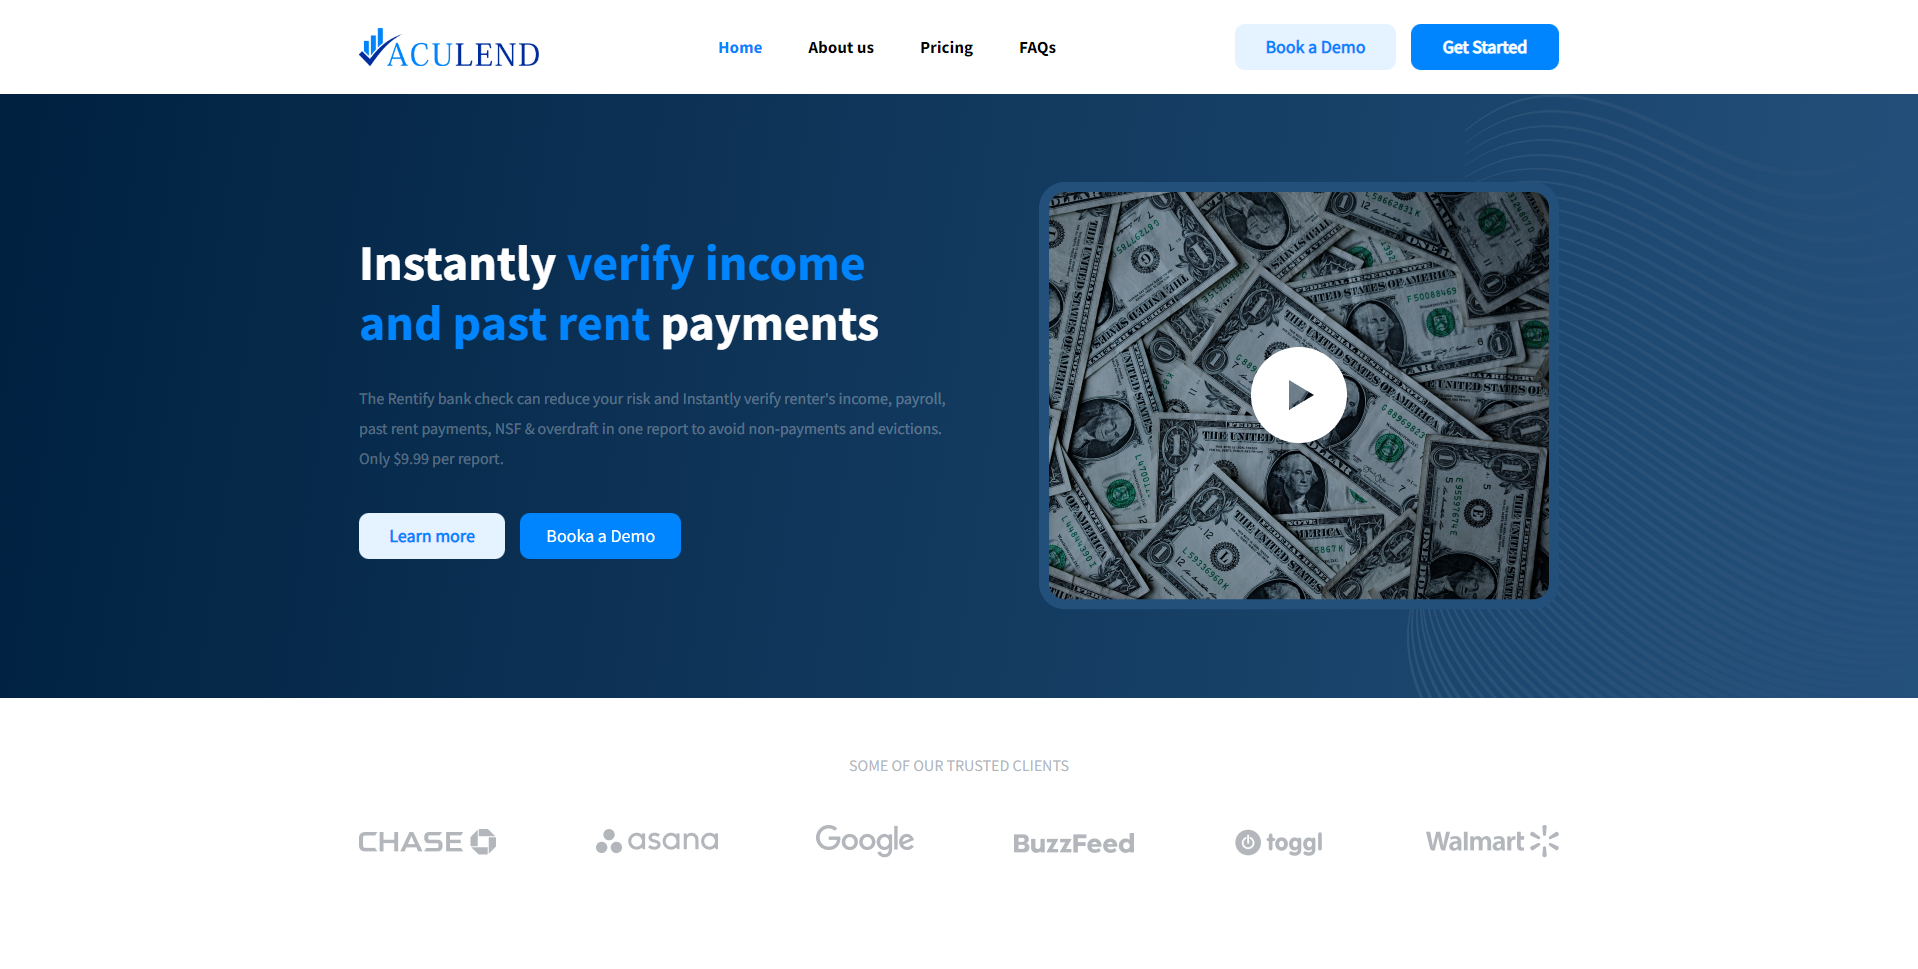 ACULEND
Home About us Pricing FAQs
Book a Demo Get Started
Instantly verify income
and past rent payments
The Rentify bank check can reduce your risk and Instantly verify renter's income, payroll,
past rent payments, NSF & overdraft in one report to avoid non-payments and evictions.
Only $9.99 per report.
Learn more Booka a Demo
SOME OF OUR TRUSTED CLIENTS
CHASE asana Google BuzzFeed toggl Walmart